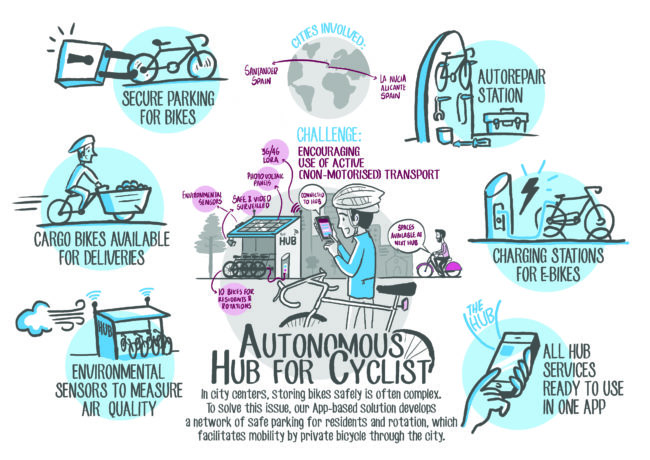 CITIES INVOLVED:
SANTANDER
SPAIN
LA NUCIA
ALICANTE
SPAIN
SECURE PARKING
FOR BIKES
AUTOREPAIR
STATION
CHALLENGE:
ENCOURAGING
USE OF ACTIVE
(NON-MOTORISED) TRANSPORT
3G/4G
LORA
PHOTOVOLTAIC
PANELS
ENVIRONMENTAL
SENSORS
SAFE & VIDEO
SURVEILLED
CONNECTED
TO HUB
HUB
SPACES
AVAILABLE AT
NEXT HUB
10 BIKES FOR
RESIDENTS &
ROTATIONS
CARGO BIKES AVAILABLE
FOR DELIVERIES
CHARGING STATIONS
FOR E-BIKES
HUB
ENVIRONMENTAL
SENSORS TO MEASURE
AIR QUALITY
THE
HUB
ALL HUB
SERVICES
READY TO USE
IN ONE APP
AUTONOMOUS
HUB FOR CYCLIST
In city centers, storing bikes safely is often complex.
To solve this issue, our App-based solution develops
a network of safe parking for residents and rotation, which
facilitates mobility by private bicycle through the city.